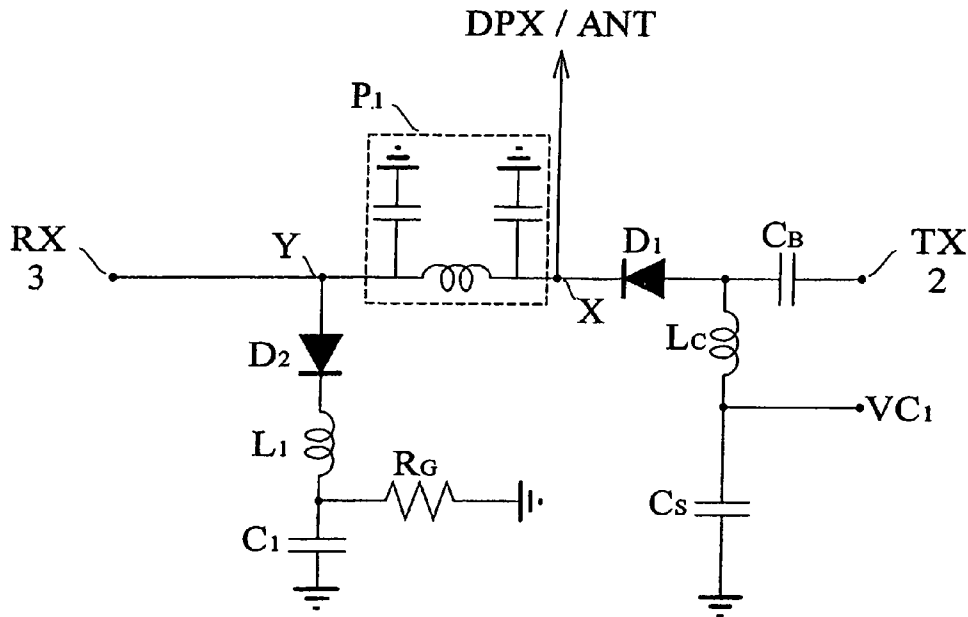 DPX / ANT
P1
RX
3
Y
X
D1
CB
TX
2
D2
LC
VC1
L1
RG
C1
CS